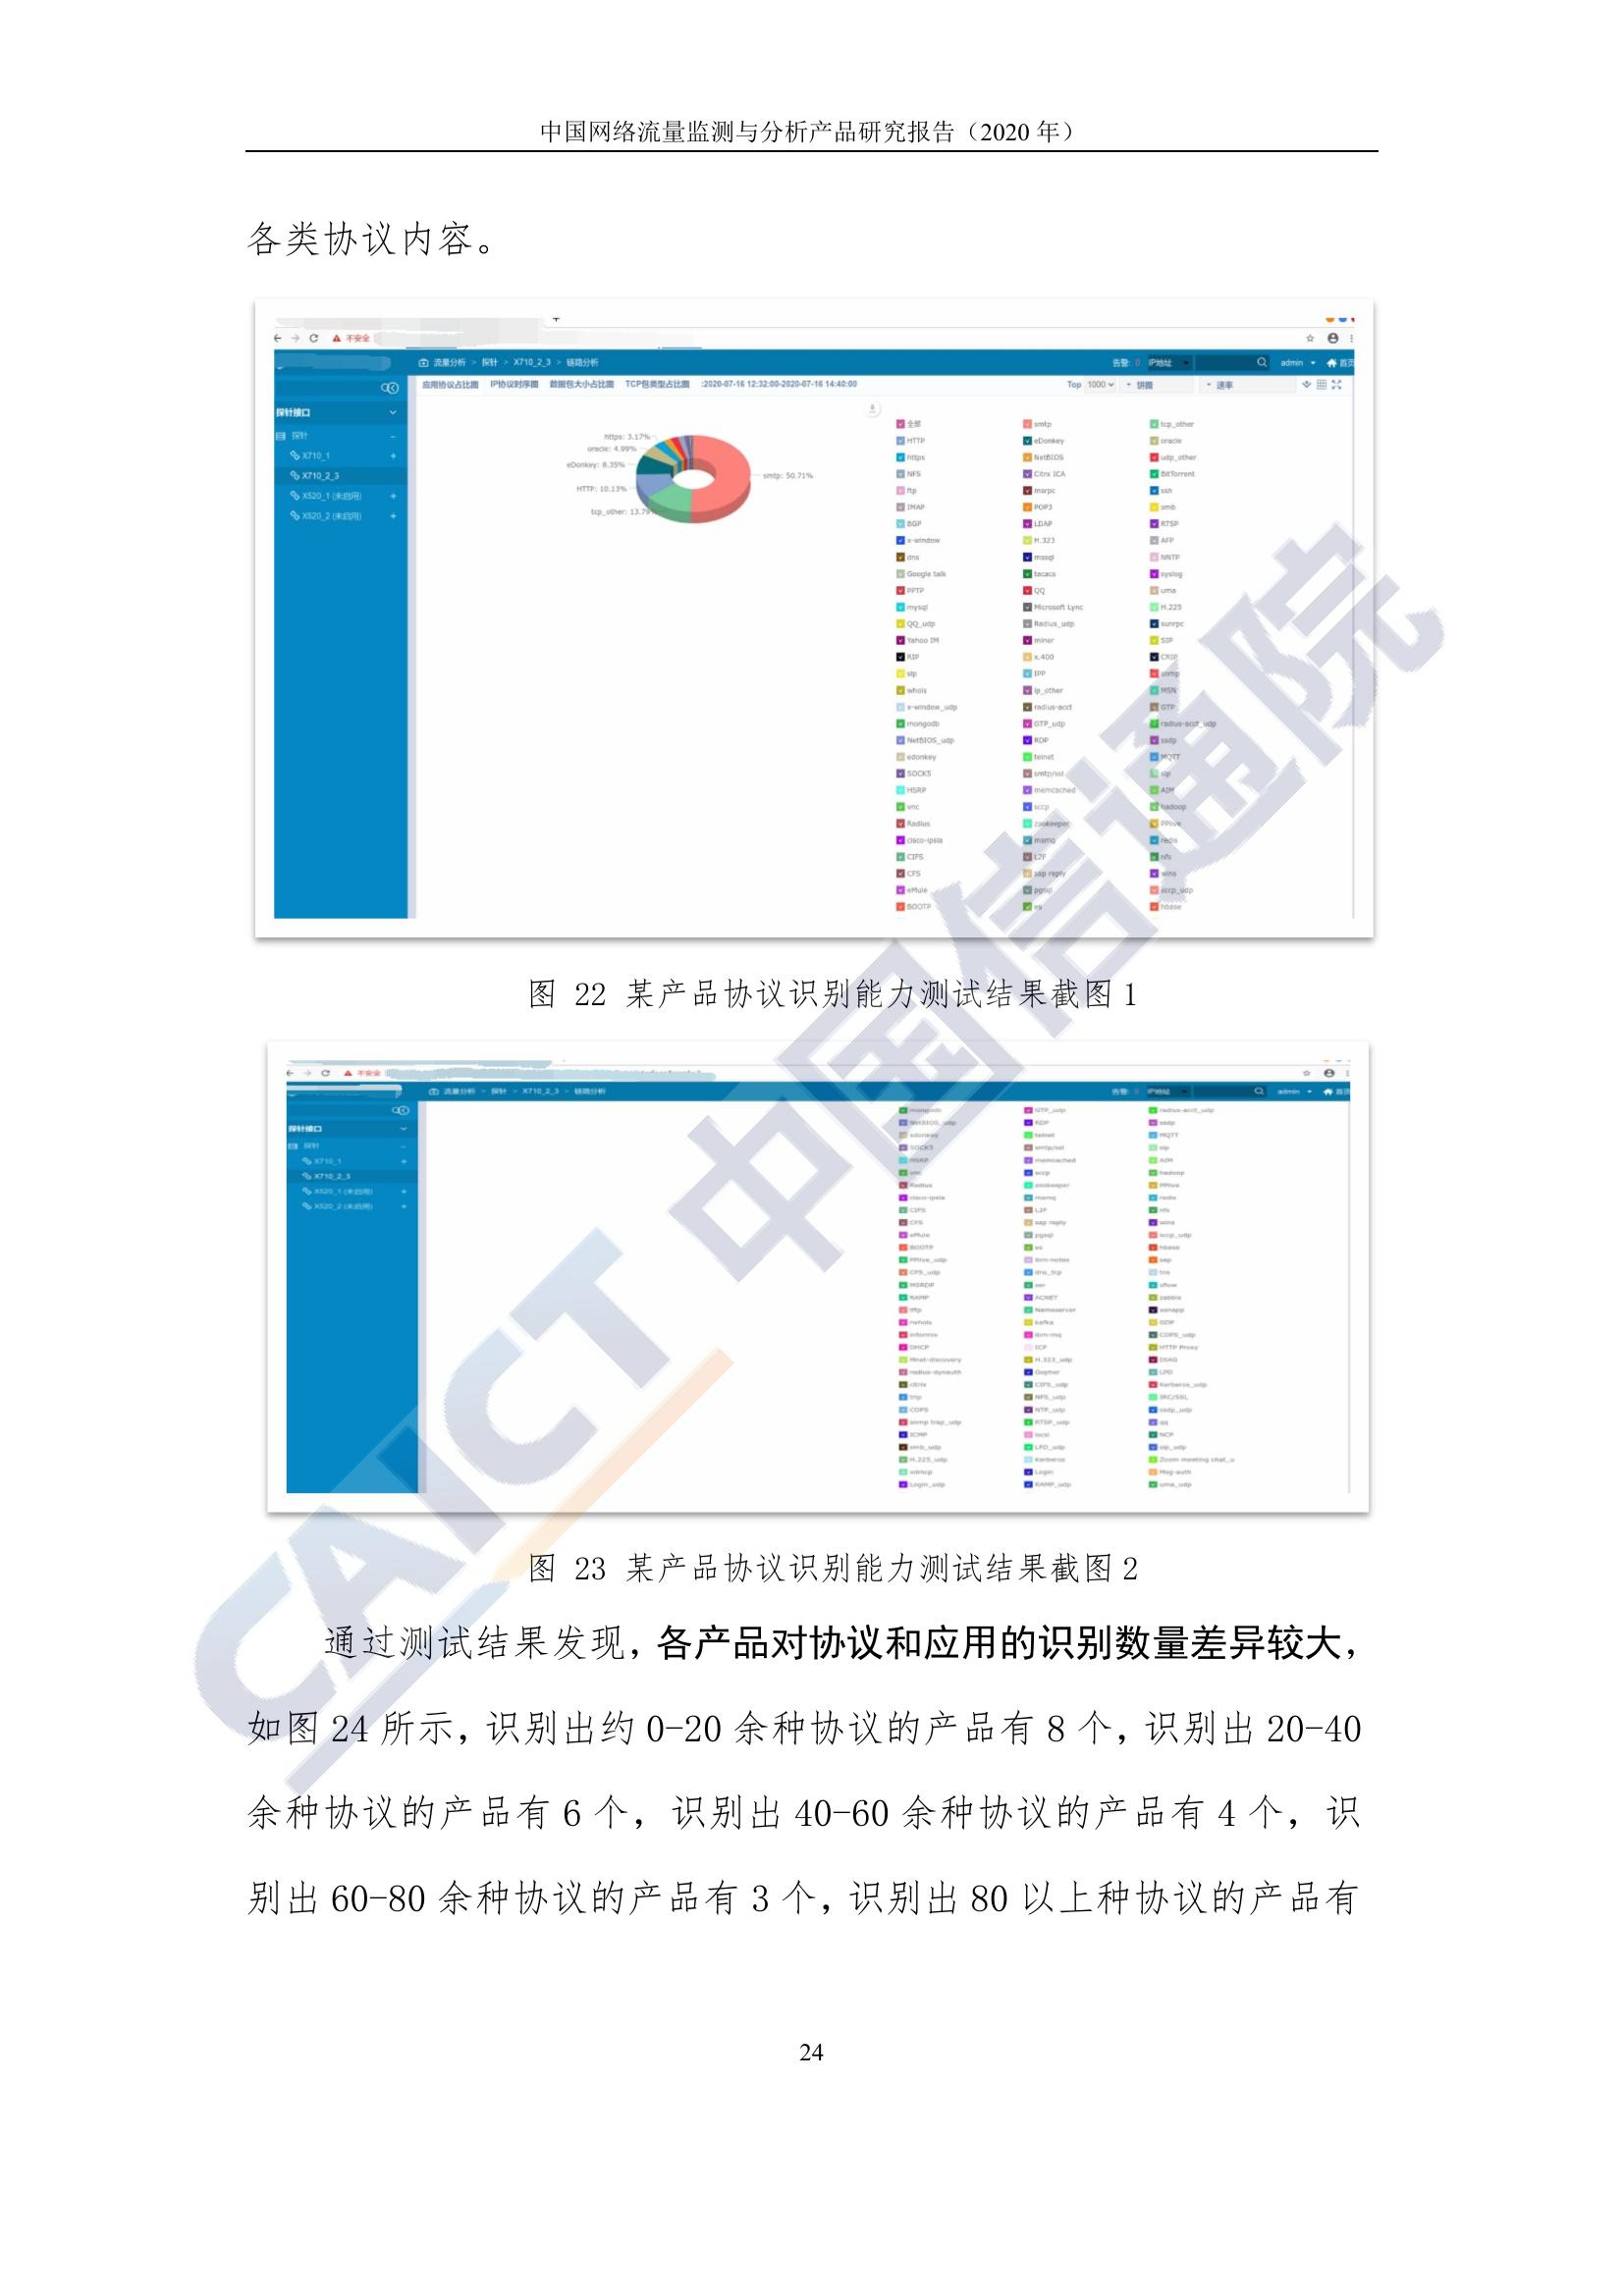 中国网络流量监测与分析产品研究报告（2020 年）
各类协议内容。
不安全
流量分析 > 探针 > X710_2_3 > 链路分析
告警: 0 IP地址 admin 首页
应用协议占比图 IP协议时序图 数据包大小占比图 TCP包类型占比图 :2020-07-16 12:32:00-2020-07-16 14:40:00
Top 1000 饼图 速率
探针接口
探针
X710_1
X710_2_3
X520_1 (未启用)
X520_2 (未启用)
https: 3.17%
oracle: 4.99%
eDonkey: 8.35%
HTTP: 10.13%
tcp_other: 13.79%
smtp: 50.71%
全部 smtp tcp_other
HTTP eDonkey oracle
https NetBIOS udp_other
NFS Citrx ICA BitTorrent
ftp msrpc ssh
IMAP POP3 smb
BGP LDAP RTSP
x-window H.323 AFP
dns mssql NNTP
Google talk tacacs syslog
PPTP QQ uma
mysql Microsoft Lync H.225
QQ_udp Radius_udp sunrpc
Yahoo IM miner SIP
RIP x.400
slp IPP
whois ip_other MSN
x-window_udp radius-acct GTP
mongodb GTP_udp radius-acct_udp
NetBIOS_udp RDP ssdp
edonkey telnet MQTT
SOCKS smtp/ssl sip
HSRP memcached AIM
vnc sccp hadoop
Radius zookeeper PPlive
cisco-ipsla msmq redis
CIFS L2F nfs
CFS sap reply wins
eMule pgsql sccp_udp
BOOTP es hbase
图 22 某产品协议识别能力测试结果截图 1
不安全
流量分析 > 探针 > X710_2_3 > 链路分析
告警: 0 IP地址 admin 首页
探针接口
探针
X710_1
X710_2_3
X520_1 (未启用)
X520_2 (未启用)
mongodb GTP_udp radius-acct_udp
NetBIOS_udp RDP ssdp
edonkey telnet MQTT
SOCKS smtp/ssl sip
HSRP memcached AIM
vnc sccp hadoop
Radius zookeeper PPlive
cisco-ipsla msmq redis
CIFS L2F nfs
CFS sap reply wins
eMule pgsql sccp_udp
BOOTP es hbase
PPlive_udp ibm-notes
CFS_udp dns_tcp tns
MSRDP sflow
RAMP ACNET zabbix
tftp Nameserver xenapp
rwhois kafka
informix ibm-mq COPS_udp
DHCP ICP HTTP Proxy
H.323_udp
radius-dynauth Gopher LPD
citrix CIFS_udp Kerberos_udp
NFS_udp IRC/SSL
COPS NTP_udp ssdp_udp
snmp trap_udp RTSP_udp qq
ICMP NCP
smb_udp LPD_udp sip_udp
H.225_udp Kerberos Zoom meeting chat_u
xdmcp Login Msg-auth
Login_udp RAMP_udp uma_udp
图 23 某产品协议识别能力测试结果截图 2
通过测试结果发现，各产品对协议和应用的识别数量差异较大，
如图 24 所示，识别出约 0-20 余种协议的产品有 8 个，识别出 20-40
余种协议的产品有 6 个，识别出 40-60 余种协议的产品有 4 个，识
别出 60-80 余种协议的产品有 3 个，识别出 80 以上种协议的产品有
24
CAICT 中国信通院